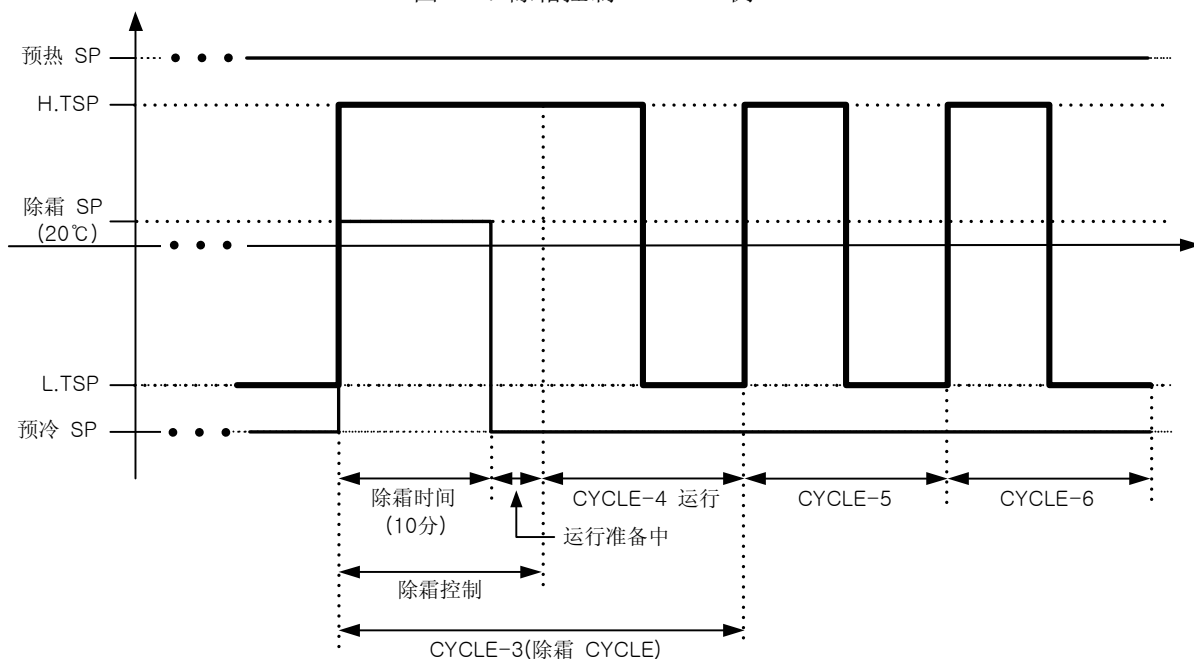 预热 SP
H.TSP
除霜 SP
(20℃)
L.TSP
预冷 SP
除霜时间
(10分)
CYCLE-4 运行
CYCLE-5
CYCLE-6
运行准备中
除霜控制
CYCLE-3(除霜 CYCLE)